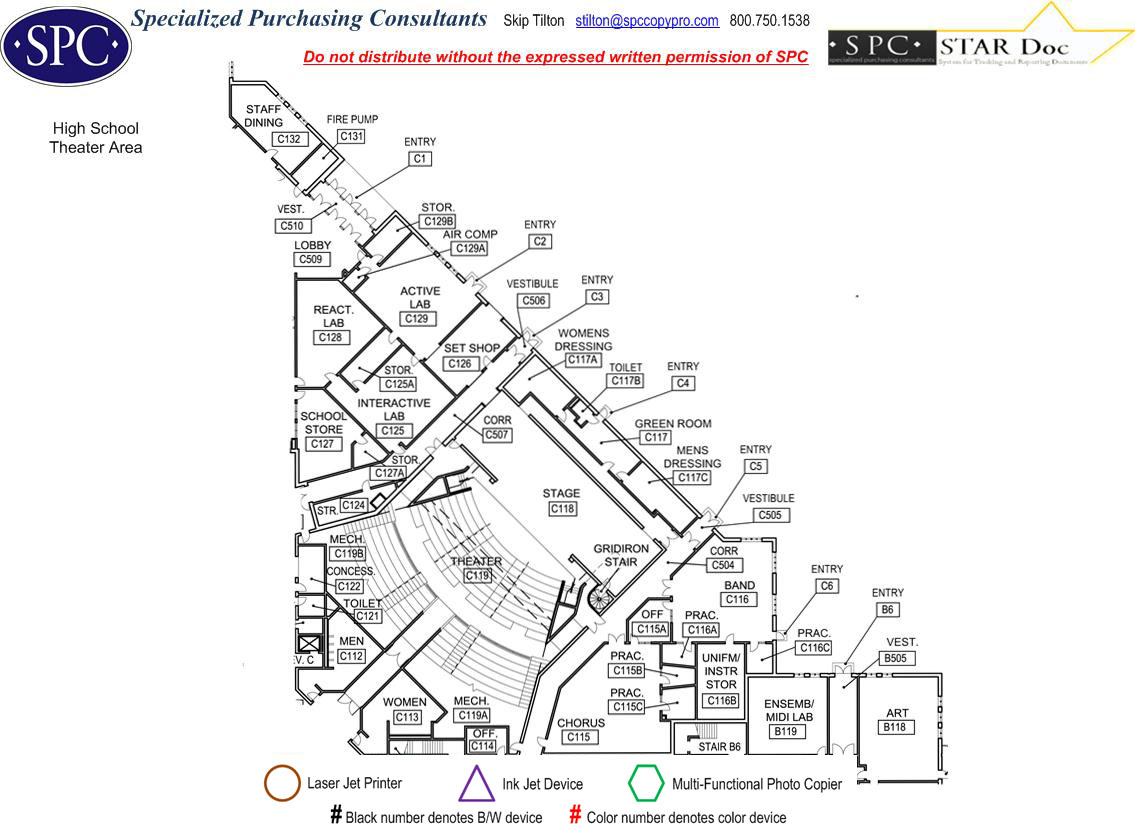 Specialized Purchasing Consultants Skip Tilton stilton@spccopypro.com 800.750.1538
·SPC·
Do not distribute without the expressed written permission of SPC
·SPC· STAR Doc
specialized purchasing consultants System for Tracking and Reporting Documents
High School
Theater Area
STAFF
DINING
C132
FIRE PUMP
C131
ENTRY
C1
VEST.
C510
STOR.
C129B
LOBBY
C509
AIR COMP
C129A
ENTRY
C2
VESTIBULE
C506
ENTRY
C3
ACTIVE
LAB
C129
REACT.
LAB
C128
SET SHOP
C126
WOMENS
DRESSING
C117A
TOILET
C117B
ENTRY
C4
STOR.
C125A
INTERACTIVE
LAB
C125
SCHOOL
STORE
C127
CORR
C507
GREEN ROOM
C117
STOR.
C127A
MENS
DRESSING
C117C
ENTRY
C5
STAGE
C118
VESTIBULE
C505
STR.
C124
MECH.
C119B
CONCESS.
C122
TOILET
C121
THEATER
C119
GRIDIRON
STAIR
CORR
C504
BAND
C116
ENTRY
C6
ENTRY
B6
OFF
C115A
PRAC.
C116A
PRAC.
C116C
VEST.
B505
MEN
C112
V. C
PRAC.
C115B
UNIFM/
INSTR
STOR
C116B
PRAC.
C115C
WOMEN
C113
MECH.
C119A
CHORUS
C115
ENSEMB/
MIDI LAB
B119
ART
B118
OFF.
C114
STAIR B6
Laser Jet Printer Ink Jet Device Multi-Functional Photo Copier
# Black number denotes B/W device # Color number denotes color device